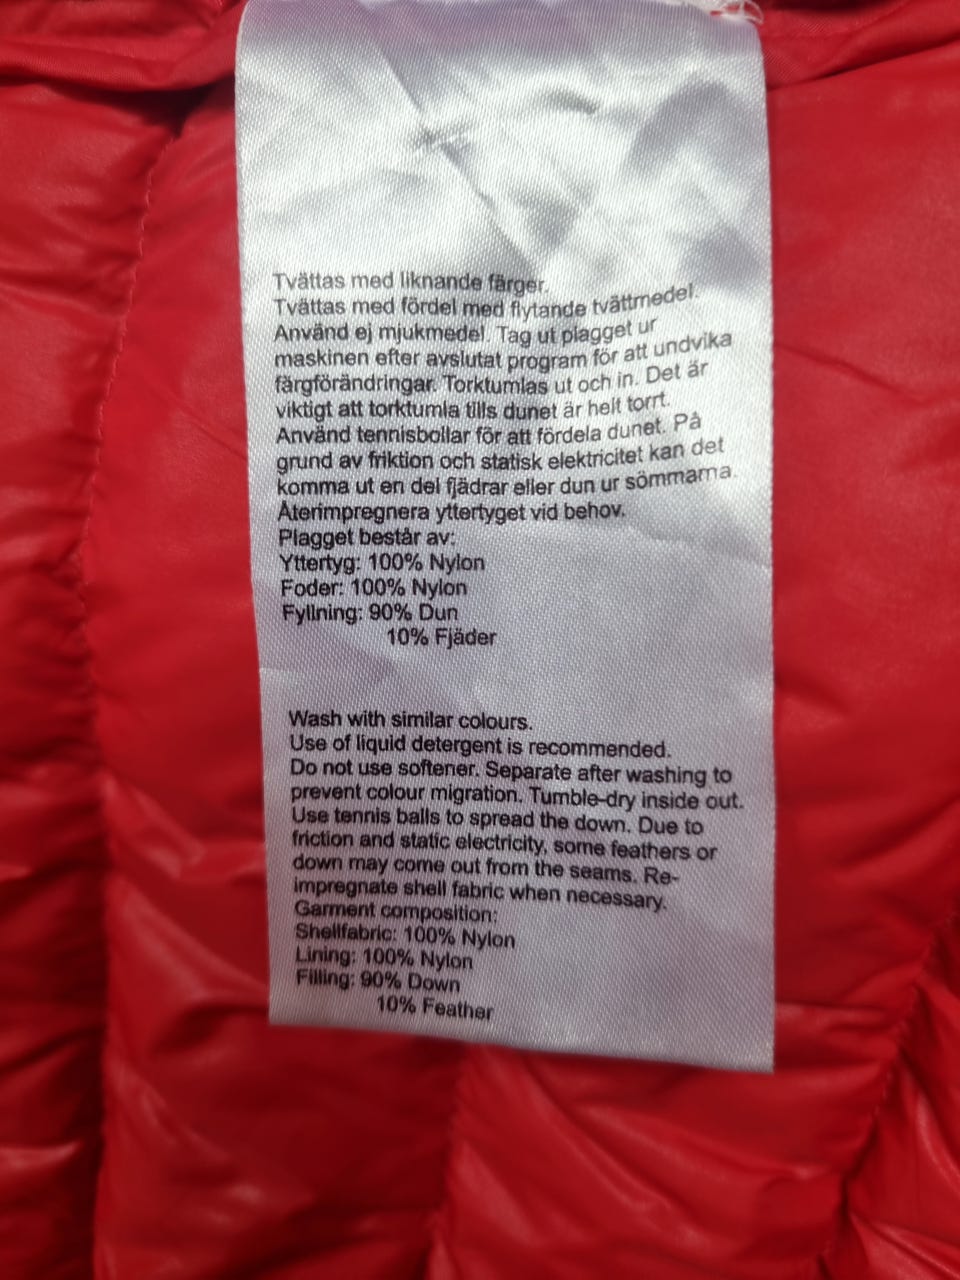 Tvättas med liknande färger.
Tvättas med fördel med flytande tvättmedel.
Använd ej mjukmedel. Tag ut plagget ur
maskinen efter avslutat program för att undvika
färgförändringar. Torktumlas ut och in. Det är
viktigt att torktumla tills dunet är helt torrt.
Använd tennisbollar för att fördela dunet. På
grund av friktion och statisk elektricitet kan det
komma ut en del fjädrar eller dun ur sömmarna.
Återimpregnera yttertyget vid behov.
Plagget består av:
Yttertyg: 100% Nylon
Foder: 100% Nylon
Fyllning: 90% Dun
10% Fjäder
Wash with similar colours.
Use of liquid detergent is recommended.
Do not use softener. Separate after washing to
prevent colour migration. Tumble-dry inside out.
Use tennis balls to spread the down. Due to
friction and static electricity, some feathers or
down may come out from the seams. Re-
impregnate shell fabric when necessary.
Garment composition:
Shellfabric: 100% Nylon
Lining: 100% Nylon
Filling: 90% Down
10% Feather